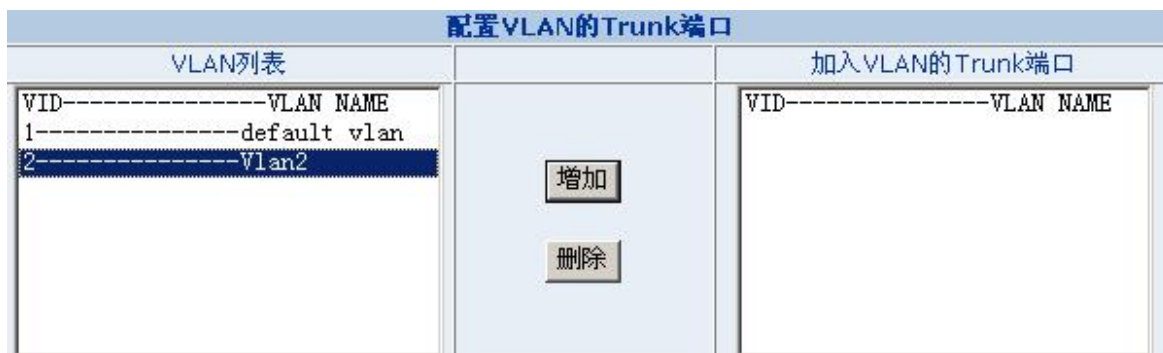 配置VLAN的Trunk端口
VLAN列表
加入VLAN的Trunk端口
VID---------------VLAN NAME
1---------------default vlan
2---------------Vlan2
增加
删除
VID---------------VLAN NAME